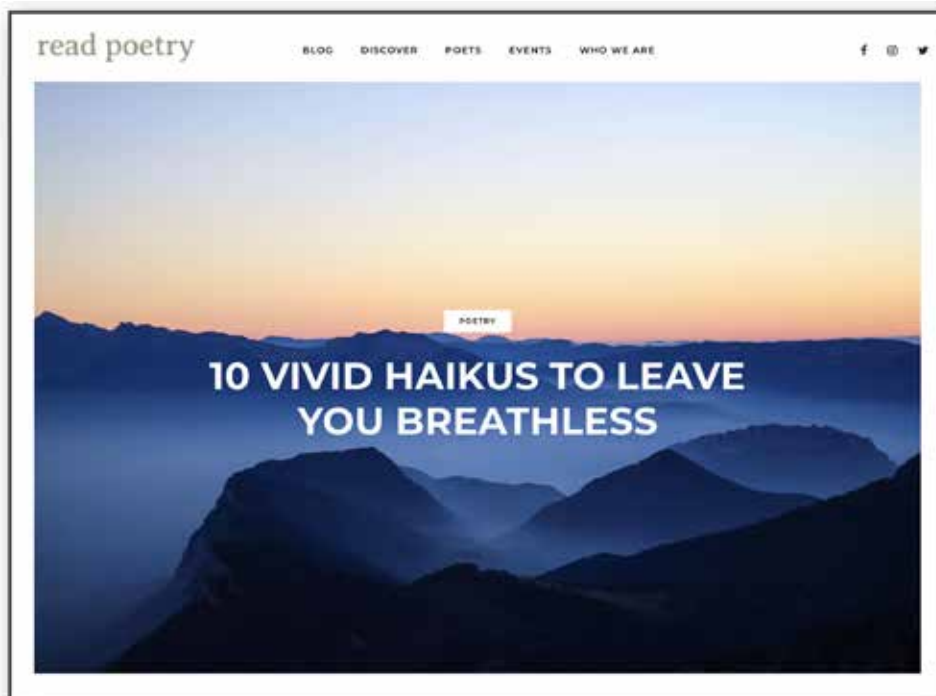 read poetry
BLOG DISCOVER POETS EVENTS WHO WE ARE
POETRY
10 VIVID HAIKUS TO LEAVE
YOU BREATHLESS